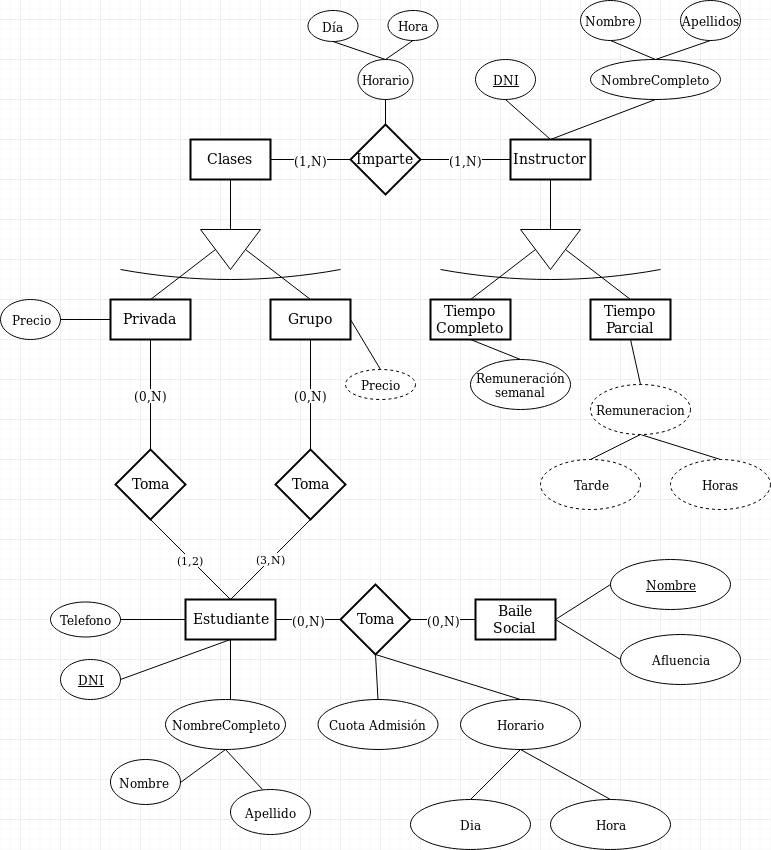 Nombre
Apellidos
Día
Hora
Horario
DNI
NombreCompleto
Clases
(1,N)
Imparte
(1,N)
Instructor
Precio
Privada
Grupo
Tiempo
Completo
Tiempo
Parcial
Precio
Remuneración
semanal
(0,N)
(0,N)
Remuneracion
Toma
Toma
Tarde
Horas
(1,2)
(3,N)
Nombre
Telefono
Estudiante
(0,N)
Toma
(0,N)
Baile
Social
Afluencia
DNI
NombreCompleto
Cuota Admisión
Horario
Nombre
Apellido
Dia
Hora